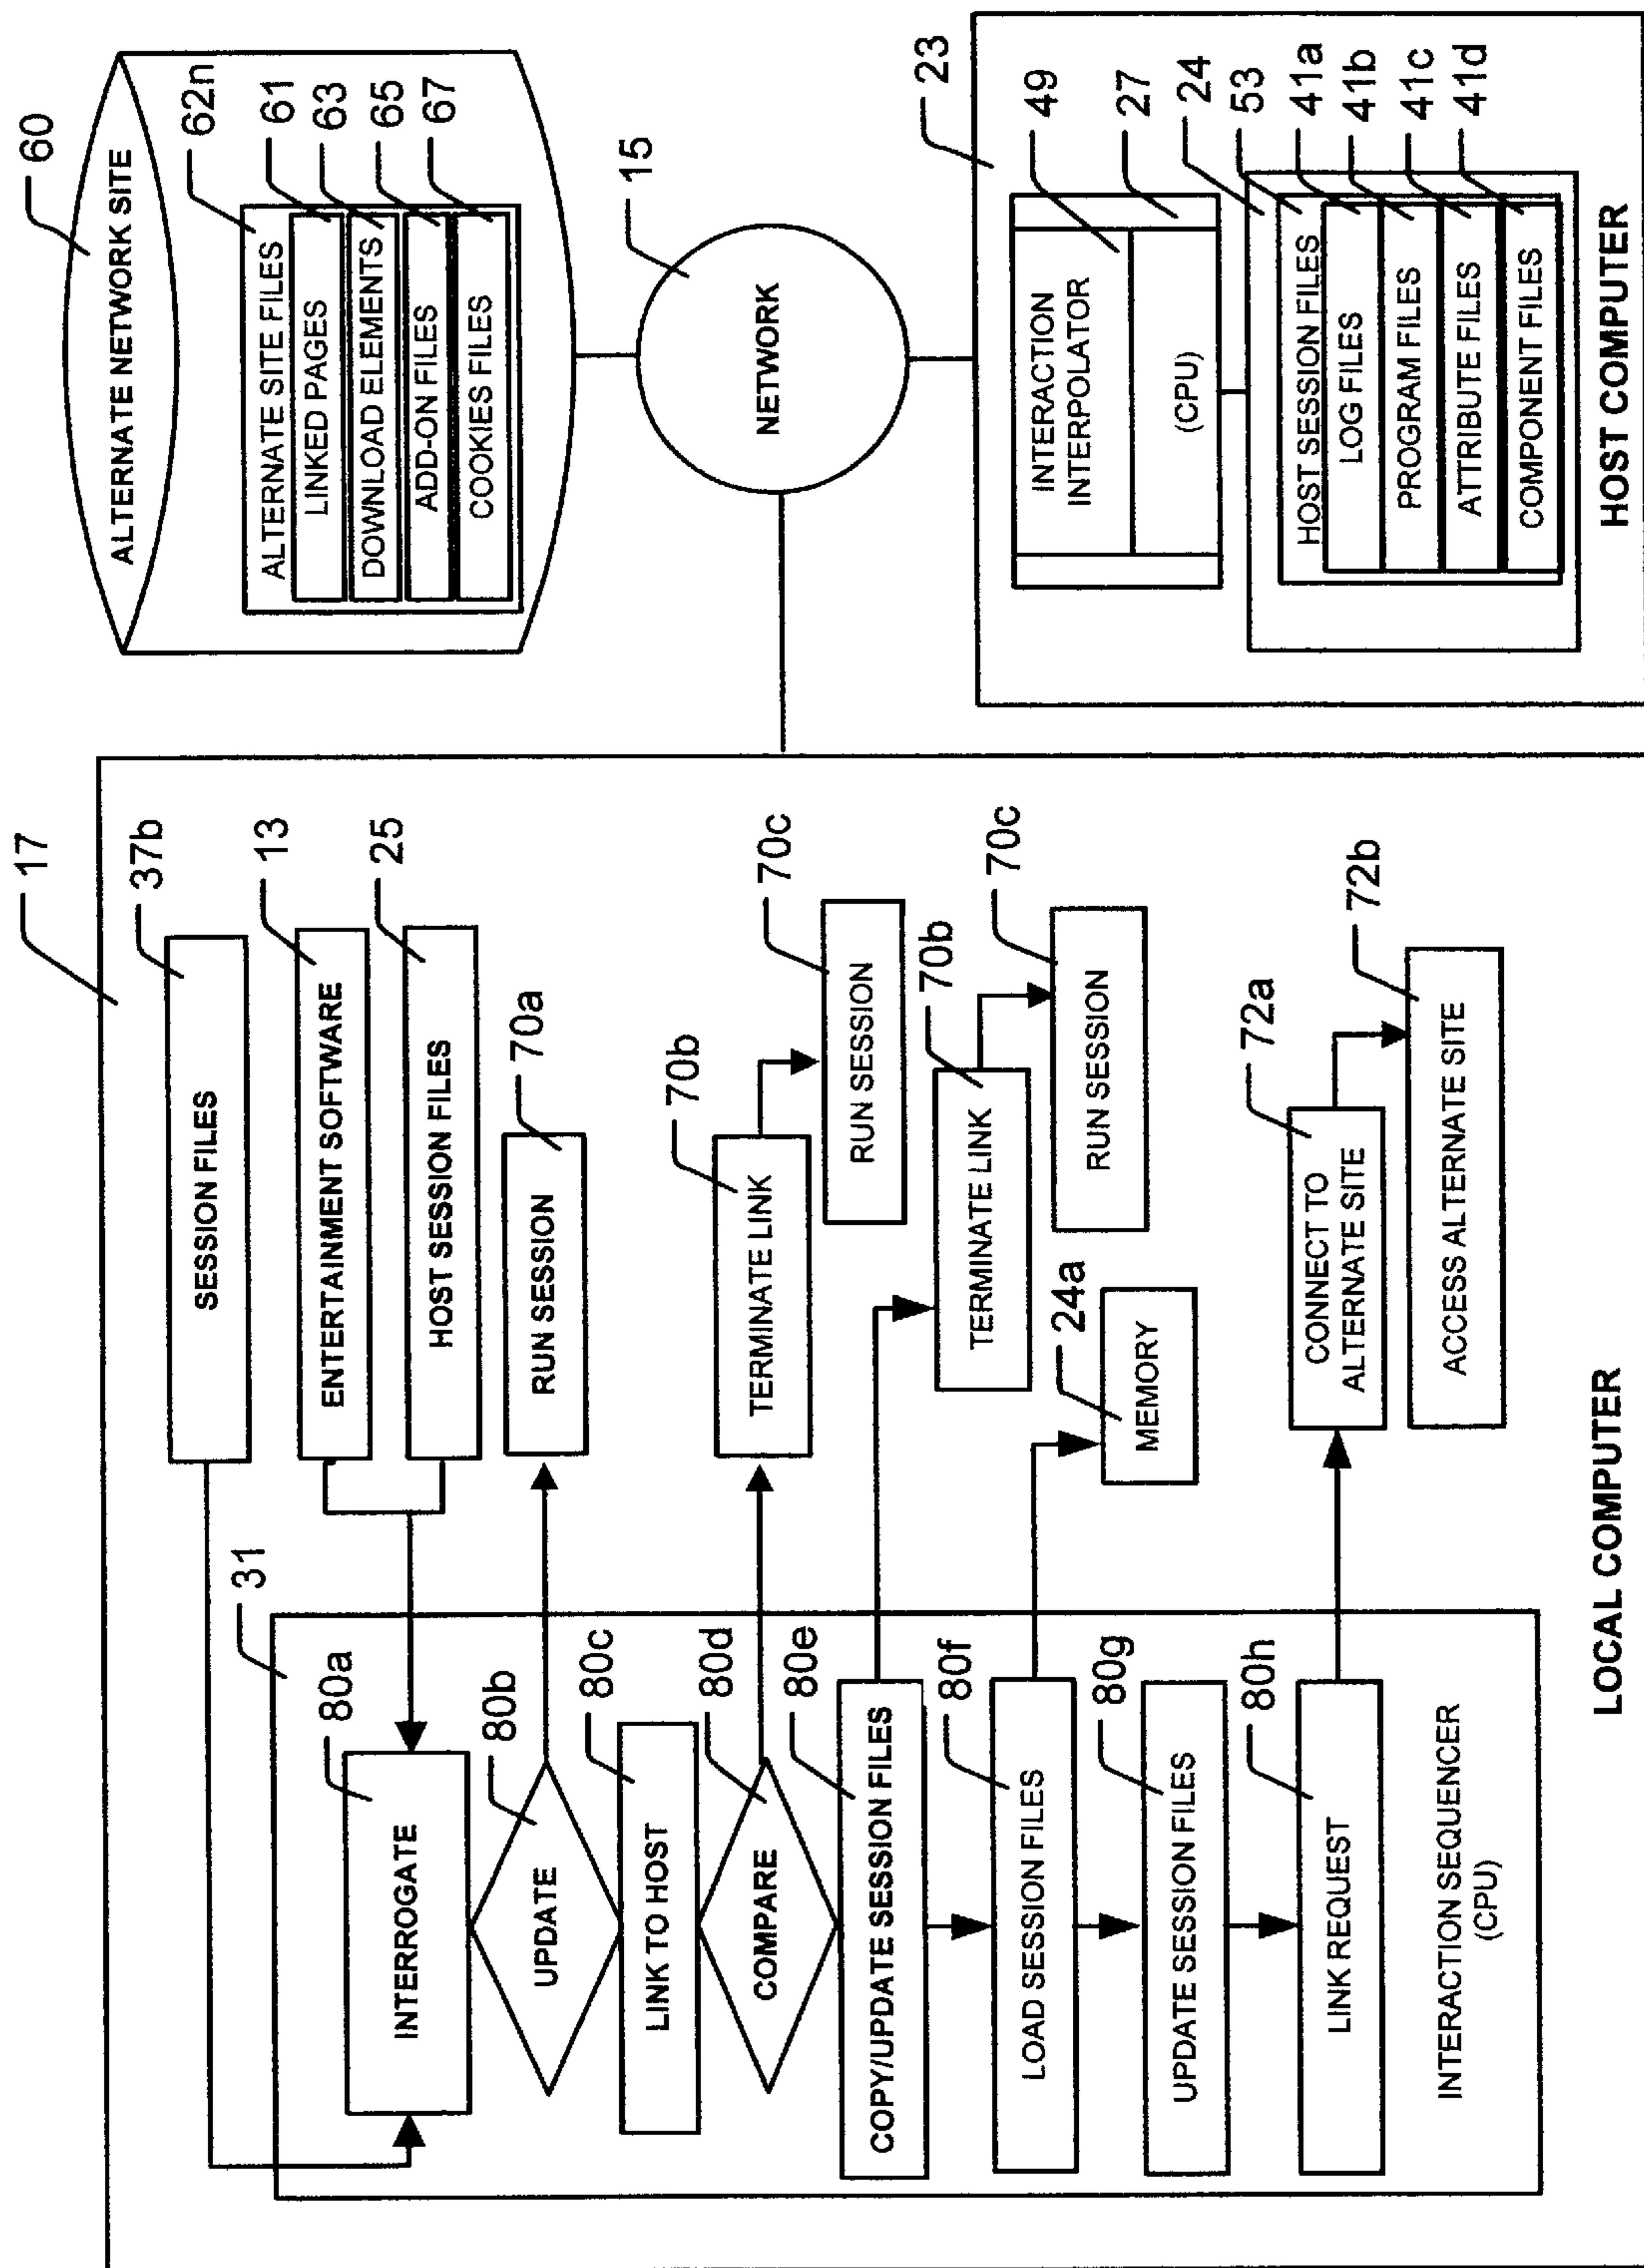 17
SESSION FILES
37b
ENTERTAINMENT SOFTWARE
13
HOST SESSION FILES
25
31
80a
INTERROGATE
80b
UPDATE
RUN SESSION
70a
80c
LINK TO HOST
80d
COMPARE
TERMINATE LINK
70b
RUN SESSION
70c
80e
COPY/UPDATE SESSION FILES
TERMINATE LINK
70b
RUN SESSION
70c
80f
LOAD SESSION FILES
MEMORY
24a
80g
UPDATE SESSION FILES
80h
LINK REQUEST
CONNECT TO
ALTERNATE SITE
72a
ACCESS ALTERNATE SITE
72b
INTERACTION SEQUENCER
(CPU)
LOCAL COMPUTER
60
ALTERNATE NETWORK SITE
ALTERNATE SITE FILES
62n
LINKED PAGES
61
DOWNLOAD ELEMENTS
63
ADD-ON FILES
65
COOKIES FILES
67
15
NETWORK
23
INTERACTION
INTERPOLATOR
49
(CPU)
27
24
HOST SESSION FILES
53
LOG FILES
41a
PROGRAM FILES
41b
ATTRIBUTE FILES
41c
COMPONENT FILES
41d
HOST COMPUTER